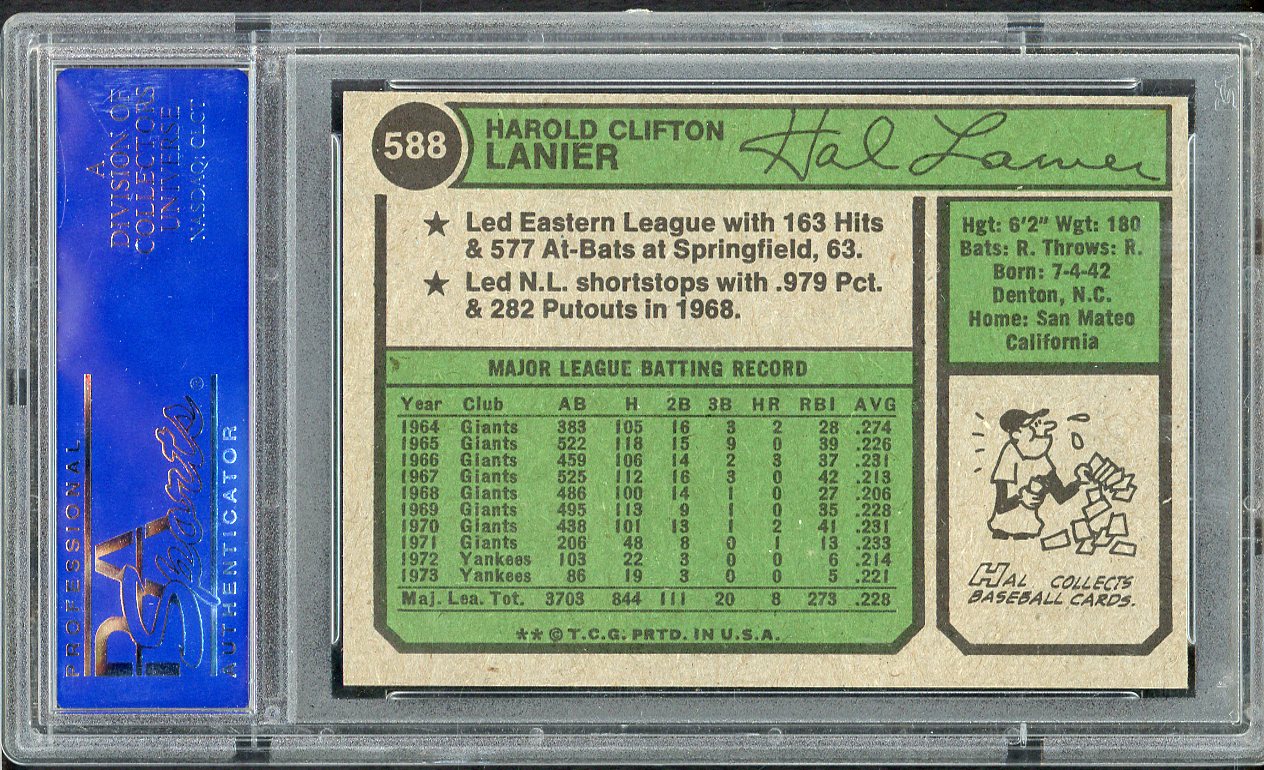 A
DIVISION OF
COLLECTORS
UNIVERSE
NASDAQ: CLCT
PROFESSIONAL
PSA
Sports
©
AUTHENTICATOR
588
HAROLD CLIFTON
LANIER
Hal Lanier
★ Led Eastern League with 163 Hits
& 577 At-Bats at Springfield, 63.
★ Led N.L. shortstops with .979 Pct.
& 282 Putouts in 1968.
Hgt: 6'2" Wgt: 180
Bats: R. Throws: R.
Born: 7-4-42
Denton, N.C.
Home: San Mateo
California
MAJOR LEAGUE BATTING RECORD
Year Club AB H 2B 3B HR RBI AVG
1964 Giants 383 105 16 3 2 28 .274
1965 Giants 522 118 15 9 0 39 .226
1966 Giants 459 106 14 2 3 37 .231
1967 Giants 525 112 16 3 0 42 .213
1968 Giants 486 100 14 1 0 27 .206
1969 Giants 495 113 9 1 0 35 .228
1970 Giants 438 101 13 1 2 41 .231
1971 Giants 206 48 8 0 1 13 .233
1972 Yankees 103 22 3 0 0 6 .214
1973 Yankees 86 19 3 0 0 5 .221
Maj. Lea. Tot. 3703 844 111 20 8 273 .228
** © T.C.G. PRTD. IN U.S.A.
HAL COLLECTS
BASEBALL CARDS.